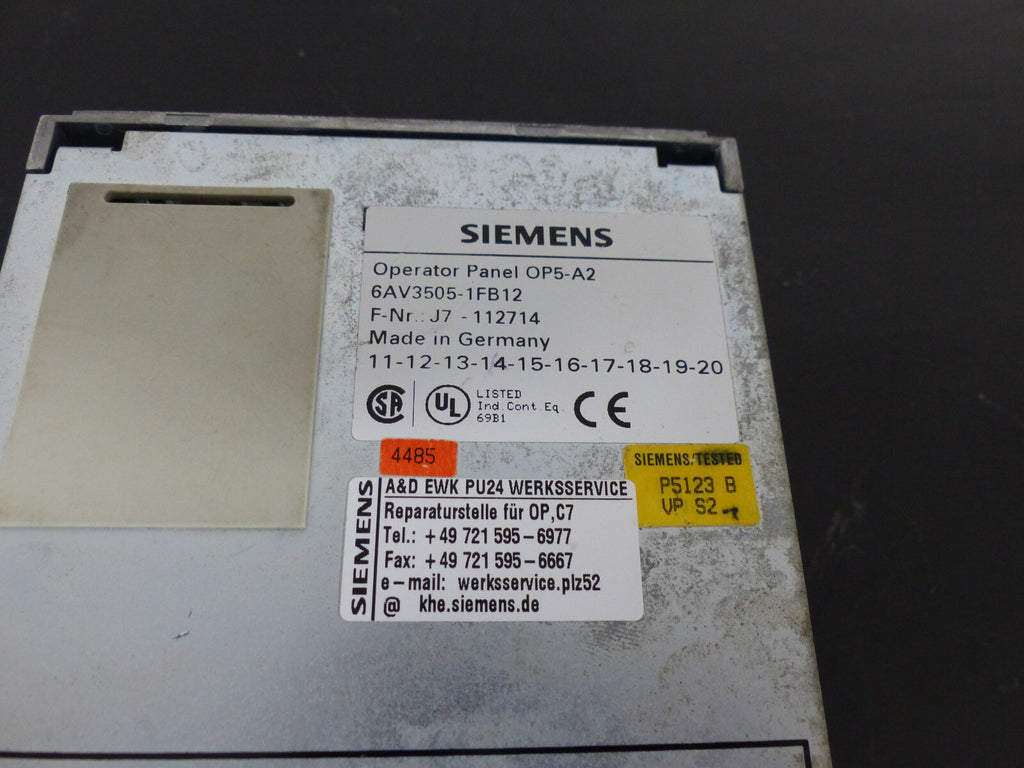 SIEMENS
Operator Panel OP5-A2
6AV3505-1FB12
F-Nr.: J7 - 112714
Made in Germany
11-12-13-14-15-16-17-18-19-20
SA
UL
LISTED
Ind.Cont.Eq.
69B1
CE
4485
SIEMENS/TESTED
P5123 B
VP S2
SIEMENS
A&D EWK PU24 WERKSSERVICE
Reparaturstelle für OP,C7
Tel.: +49 721 595-6977
Fax: +49 721 595-6667
e-mail: werksservice.plz52
@ khe.siemens.de